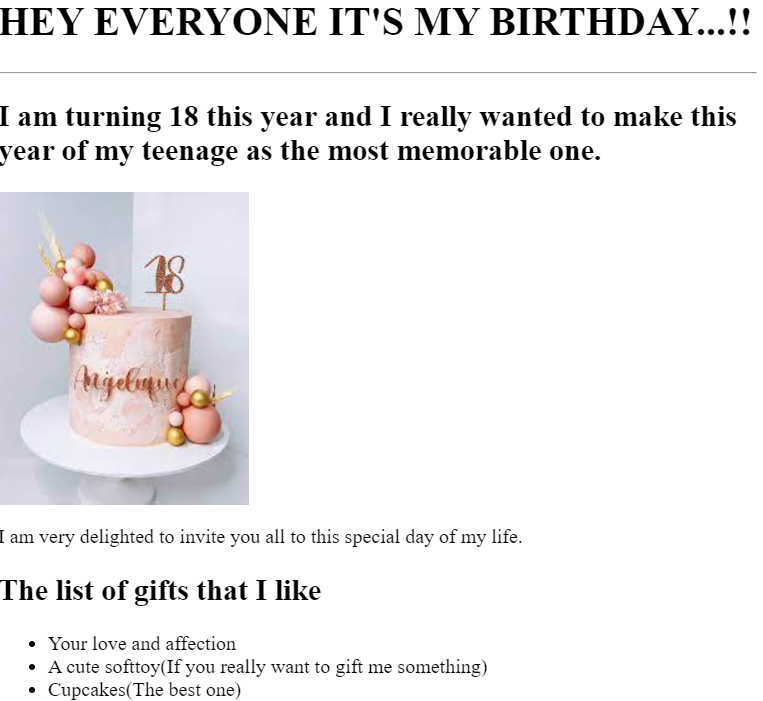 HEY EVERYONE IT'S MY BIRTHDAY...!!
I am turning 18 this year and I really wanted to make this
year of my teenage as the most memorable one.
18
Angelique
I am very delighted to invite you all to this special day of my life.
The list of gifts that I like
Your love and affection
A cute softtoy(If you really want to gift me something)
Cupcakes(The best one)